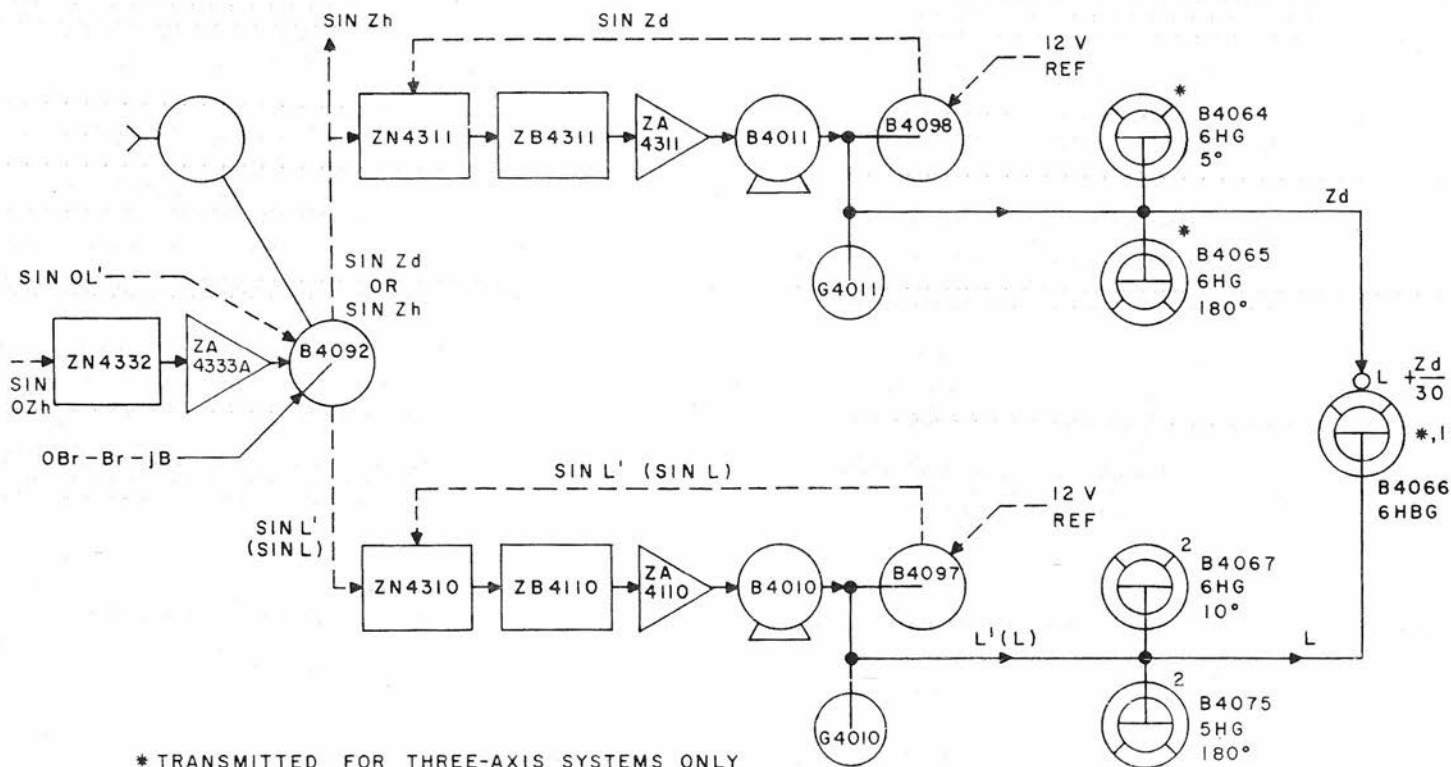 SIN Zh
SIN Zd
12 V
REF
ZN4311
ZB4311
ZA
4311
B4011
B4098
*
B4064
6HG
5°
Zd
G4011
*
B4065
6HG
180°
SIN OL'
SIN Zd
OR
SIN Zh
ZN4332
ZA
4333A
B4092
SIN
OZh
OBr-Br-jB
L + Zd
30
*,1
B4066
6HBG
SIN L' (SIN L)
12 V
REF
SIN L'
(SIN L)
ZN4310
ZB4110
ZA
4110
B4010
B4097
2
B4067
6HG
10°
L'(L)
L
G4010
2
B4075
5HG
180°
* TRANSMITTED FOR THREE-AXIS SYSTEMS ONLY